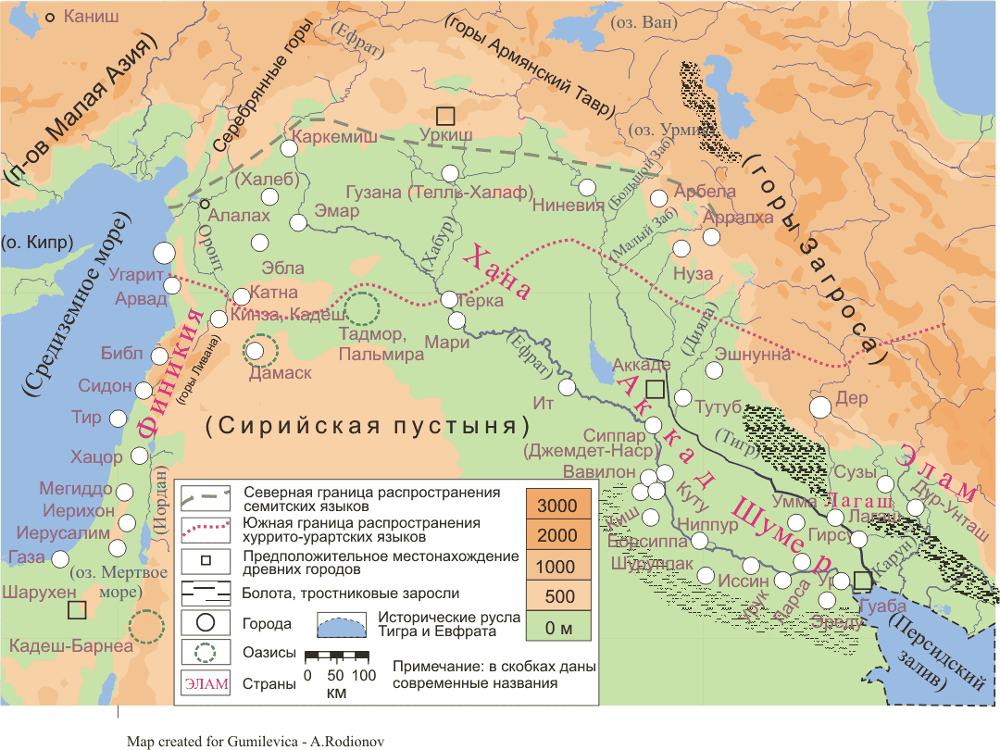 Каниш
(оз. Ван)
(Ефрат)
Серебрянные горы
(горы Армянский Тавр)
(п-ов Малая Азия)
Уркиш
Каркемиш
(оз. Урмия)
(горы Загроса)
(Халеб)
Гузана (Телль-Халаф)
Ниневия
(Большой Заб)
Арбела
Алалах
Эмар
Аррапха
(о. Кипр)
(Средиземное море)
Оронт
(Хабур)
(Малый Заб)
Эбла
Хана
Нуза
Угарит
Арвад
Катна
Кинза, Кадеш
Терка
Тадмор,
Пальмира
Мари
(Дияла)
Финикия
(горы Ливана)
Библ
Дамаск
(Ефрат)
Аккаде
Эшнунна
Сидон
Ит
Аккад
Тутуб
Дер
Тир
(Сирийская пустыня)
Сиппар
(Джемдет-Наср)
(Тигр)
Элам
Хацор
Вавилон
Сузы
(Иордан)
Мегиддо
Куту
Умма
Лагаш
Дур-Унташ
Иерихон
Киш
Шумер
Лагаш
Иерусалим
Ниппур
Гирсу
Борсиппа
Газа
Шуруппак
(Карун)
(оз. Мертвое
море)
Иссин
Ур
Шарухен
Урук
Ларса
Гуаба
Эреду
Кадеш-Барнеа
(Персидский
залив)
Северная граница распространения
семитских языков
Южная граница распространения
хуррито-урартских языков
Предположительное местонахождение
древних городов
Болота, тростниковые заросли
Города
Исторические русла
Тигра и Евфрата
Оазисы
0 50 100
км
ЭЛАМ
Страны
Примечание: в скобках даны
современные названия
3000
2000
1000
500
0 м
Map created for Gumilevica - A.Rodionov